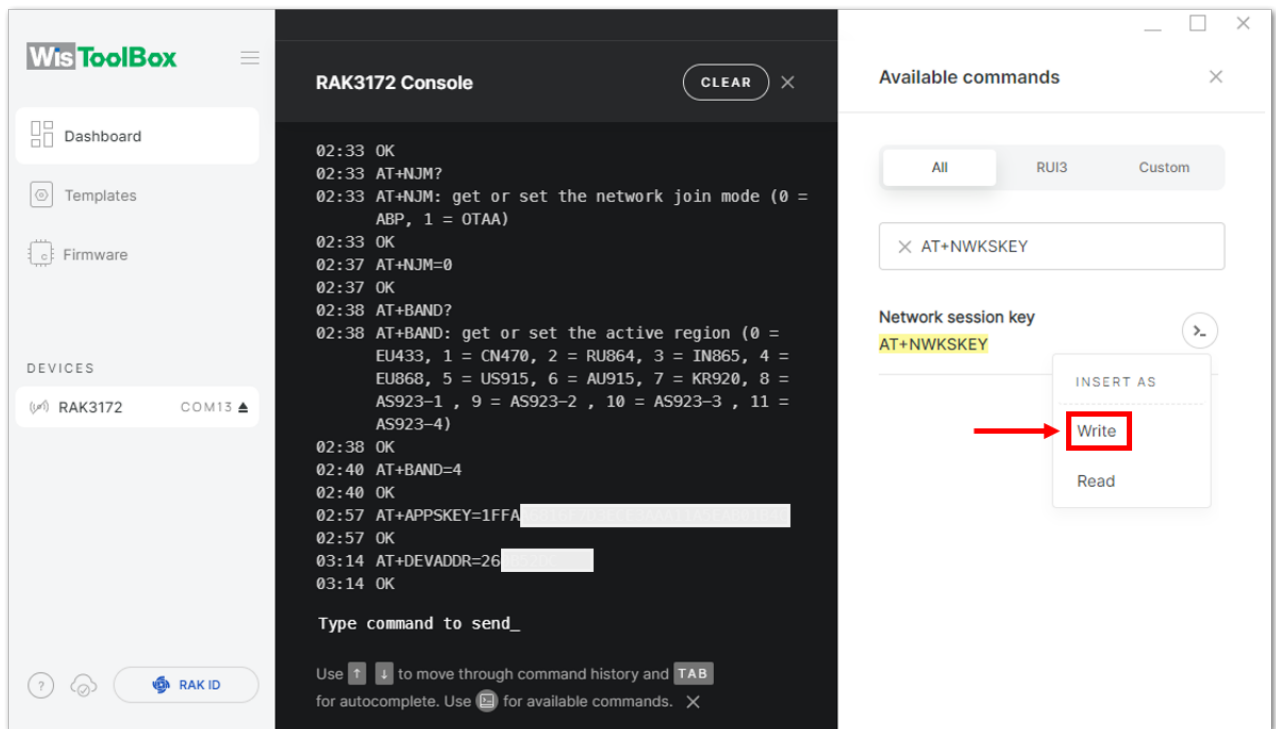 WisToolBox
Dashboard
Templates
Firmware
DEVICES
RAK3172 COM13
? RAK ID
RAK3172 Console CLEAR
02:33 OK
02:33 AT+NJM?
02:33 AT+NJM: get or set the network join mode (0 =
ABP, 1 = OTAA)
02:33 OK
02:37 AT+NJM=0
02:37 OK
02:38 AT+BAND?
02:38 AT+BAND: get or set the active region (0 =
EU433, 1 = CN470, 2 = RU864, 3 = IN865, 4 =
EU868, 5 = US915, 6 = AU915, 7 = KR920, 8 =
AS923-1 , 9 = AS923-2 , 10 = AS923-3 , 11 =
AS923-4)
02:38 OK
02:40 AT+BAND=4
02:40 OK
02:57 AT+APPSKEY=1FFA
02:57 OK
03:14 AT+DEVADDR=26
03:14 OK
Type command to send_
Use ↑ ↓ to move through command history and TAB
for autocomplete. Use for available commands.
Available commands
All RUI3 Custom
AT+NWKSKEY
Network session key
AT+NWKSKEY
INSERT AS
Write
Read